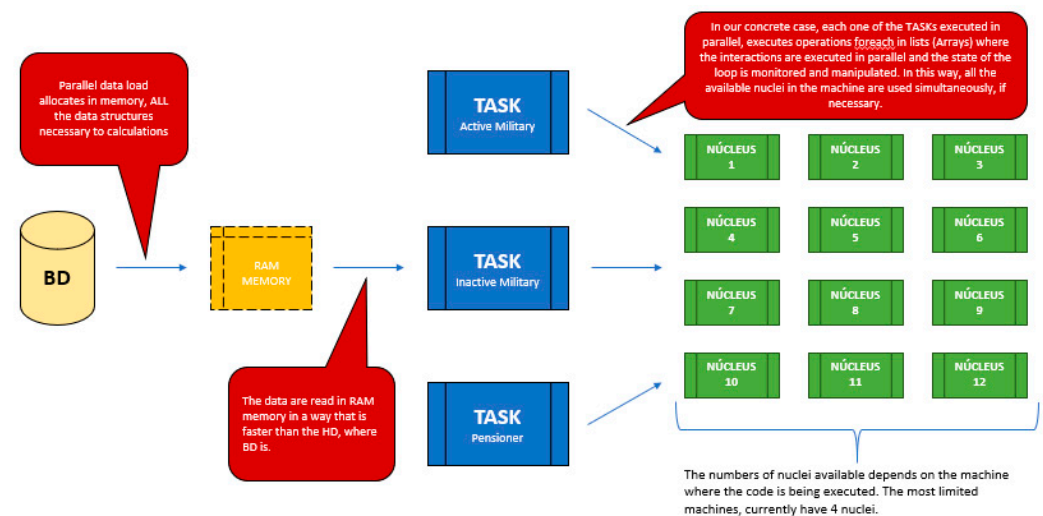 In our concrete case, each one of the TASKs executed in
parallel, executes operations foreach in lists (Arrays) where
the interactions are executed in parallel and the state of the
loop is monitored and manipulated. In this way, all the
available nuclei in the machine are used simultaneously, if
necessary.
Parallel data load
allocates in memory, ALL
the data structures
necessary to calculations
TASK
Active Military
NÚCLEUS
1
NÚCLEUS
2
NÚCLEUS
3
BD
RAM
MEMORY
TASK
Inactive Military
NÚCLEUS
4
NÚCLEUS
5
NÚCLEUS
6
NÚCLEUS
7
NÚCLEUS
8
NÚCLEUS
9
The data are read in RAM
memory in a way that is
faster than the HD, where
BD is.
TASK
Pensioner
NÚCLEUS
10
NÚCLEUS
11
NÚCLEUS
12
The numbers of nuclei available depends on the machine
where the code is being executed. The most limited
machines, currently have 4 nuclei.